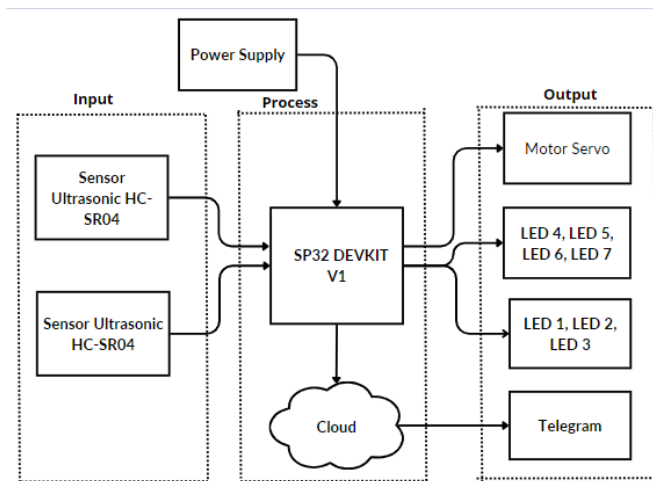 Power Supply
Input
Process
Output
Sensor
Ultrasonic HC-
SR04
Sensor Ultrasonic
HC-SR04
SP32 DEVKIT
V1
Cloud
Motor Servo
LED 4, LED 5,
LED 6, LED 7
LED 1, LED 2,
LED 3
Telegram